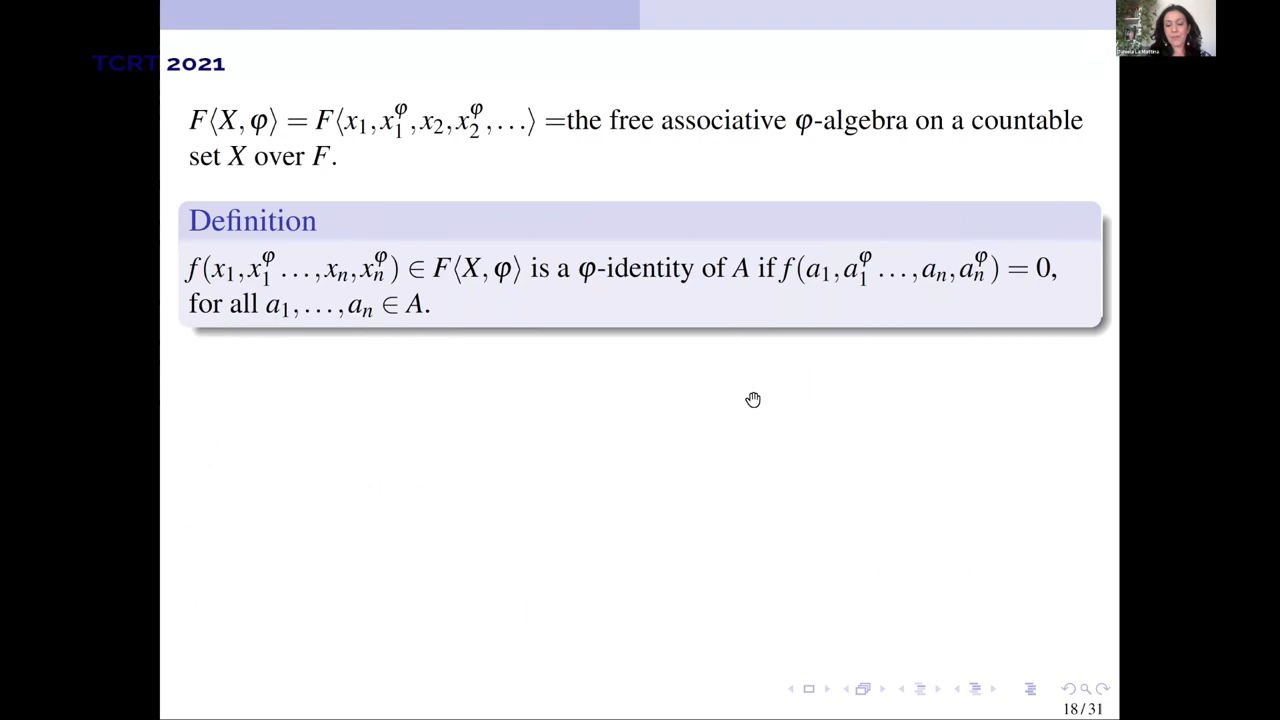 TCRT 2021
F⟨X, φ⟩ = F⟨x₁, x₁^φ, x₂, x₂^φ, …⟩ =the free associative φ-algebra on a countable
set X over F.
Definition
f(x₁, x₁^φ …, xₙ, xₙ^φ) ∈ F⟨X, φ⟩ is a φ-identity of A if f(a₁, a₁^φ …, aₙ, aₙ^φ) = 0,
for all a₁, …, aₙ ∈ A.
18/31